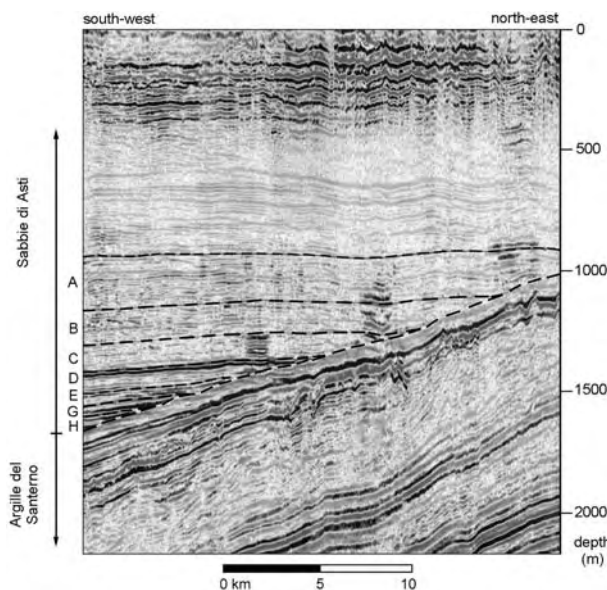 south-west
north-east
0
500
1000
1500
2000
depth
(m)
Sabbie di Asti
Argille del
Santerno
A
B
C
D
E
G
H
0 km
5
10